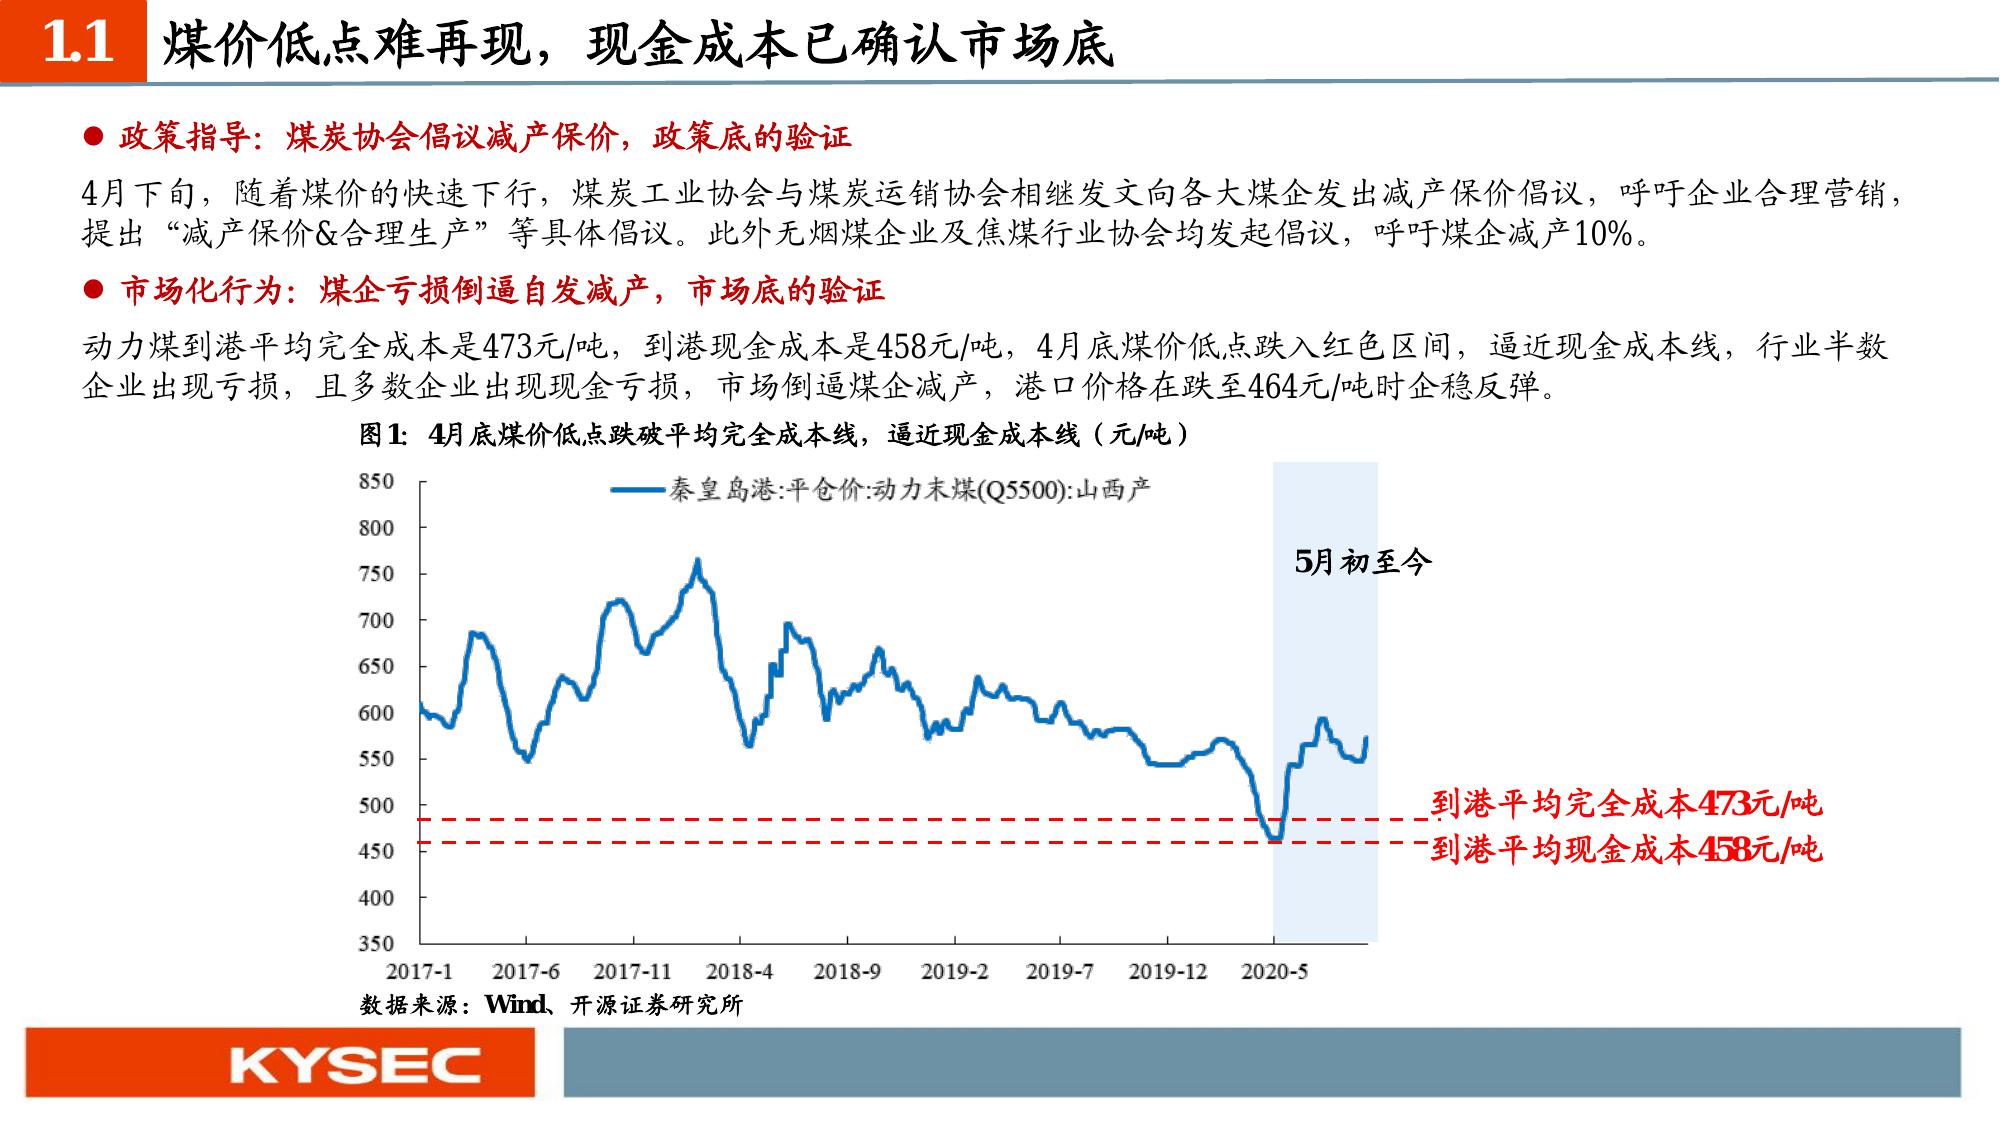 1.1 煤价低点难再现，现金成本已确认市场底
● 政策指导：煤炭协会倡议减产保价，政策底的验证
4月下旬，随着煤价的快速下行，煤炭工业协会与煤炭运销协会相继发文向各大煤企发出减产保价倡议，呼吁企业合理营销，
提出“减产保价&合理生产”等具体倡议。此外无烟煤企业及焦煤行业协会均发起倡议，呼吁煤企减产10%。
● 市场化行为：煤企亏损倒逼自发减产，市场底的验证
动力煤到港平均完全成本是473元/吨，到港现金成本是458元/吨，4月底煤价低点跌入红色区间，逼近现金成本线，行业半数
企业出现亏损，且多数企业出现现金亏损，市场倒逼煤企减产，港口价格在跌至464元/吨时企稳反弹。
图1：4月底煤价低点跌破平均完全成本线，逼近现金成本线（元/吨）
秦皇岛港:平仓价:动力末煤(Q5500):山西产
850
800
750
700
650
600
550
500
450
400
350
5月初至今
到港平均完全成本473元/吨
到港平均现金成本458元/吨
2017-1 2017-6 2017-11 2018-4 2018-9 2019-2 2019-7 2019-12 2020-5
数据来源：Wind、开源证券研究所
KYSEC